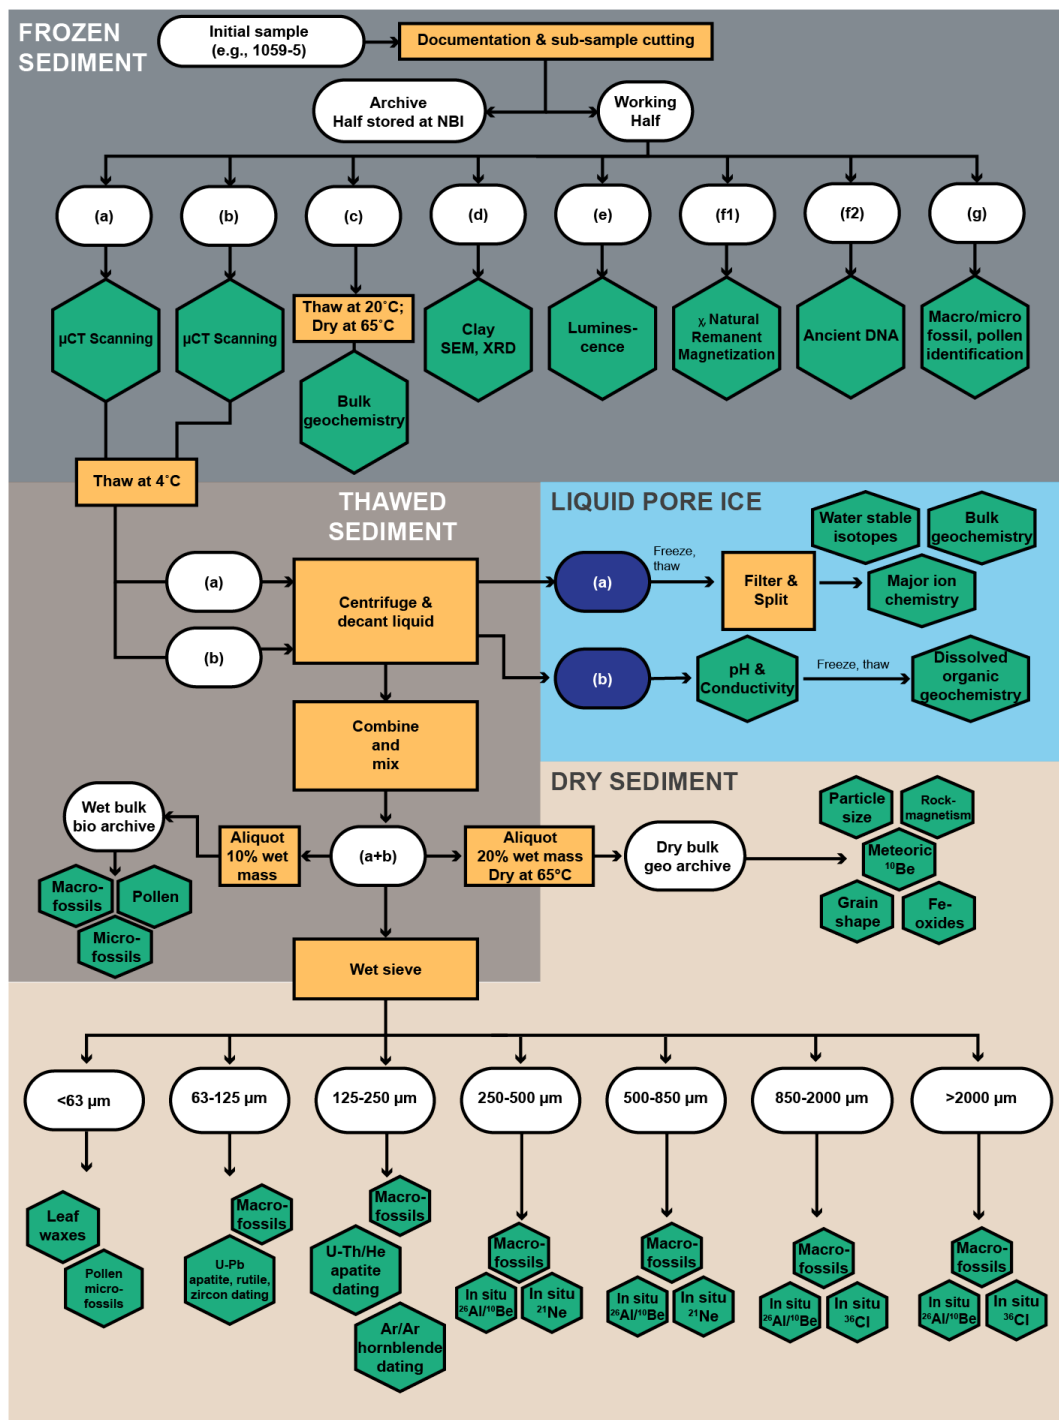 FROZEN
SEDIMENT
Initial sample
(e.g., 1059-5)
Documentation & sub-sample cutting
Archive
Half stored at NBI
Working
Half
(a)
(b)
(c)
(d)
(e)
(f1)
(f2)
(g)
µCT Scanning
µCT Scanning
Thaw at 20˚C;
Dry at 65˚C
Bulk
geochemistry
Clay
SEM, XRD
Lumines-
cence
χ, Natural
Remanent
Magnetization
Ancient DNA
Macro/micro
fossil, pollen
identification
Thaw at 4˚C
THAWED
SEDIMENT
(a)
(b)
Centrifuge &
decant liquid
Combine
and
mix
LIQUID PORE ICE
(a)
Freeze,
thaw
Filter &
Split
Water stable
isotopes
Bulk
geochemistry
Major ion
chemistry
(b)
pH &
Conductivity
Freeze, thaw
Dissolved
organic
geochemistry
DRY SEDIMENT
Wet bulk
bio archive
Aliquot
10% wet
mass
(a+b)
Aliquot
20% wet mass
Dry at 65°C
Dry bulk
geo archive
Particle
size
Rock-
magnetism
Meteoric
¹⁰Be
Grain
shape
Fe-
oxides
Macro-
fossils
Pollen
Micro-
fossils
Wet sieve
<63 µm
63-125 µm
125-250 µm
250-500 µm
500-850 µm
850-2000 µm
>2000 µm
Leaf
waxes
Pollen
micro-
fossils
Macro-
fossils
U-Pb
apatite, rutile,
zircon dating
Macro-
fossils
U-Th/He
apatite
dating
Ar/Ar
hornblende
dating
Macro-
fossils
In situ
²⁶Al/¹⁰Be
In situ
²¹Ne
Macro-
fossils
In situ
²⁶Al/¹⁰Be
In situ
²¹Ne
Macro-
fossils
In situ
²⁶Al/¹⁰Be
In situ
³⁶Cl
Macro-
fossils
In situ
²⁶Al/¹⁰Be
In situ
³⁶Cl